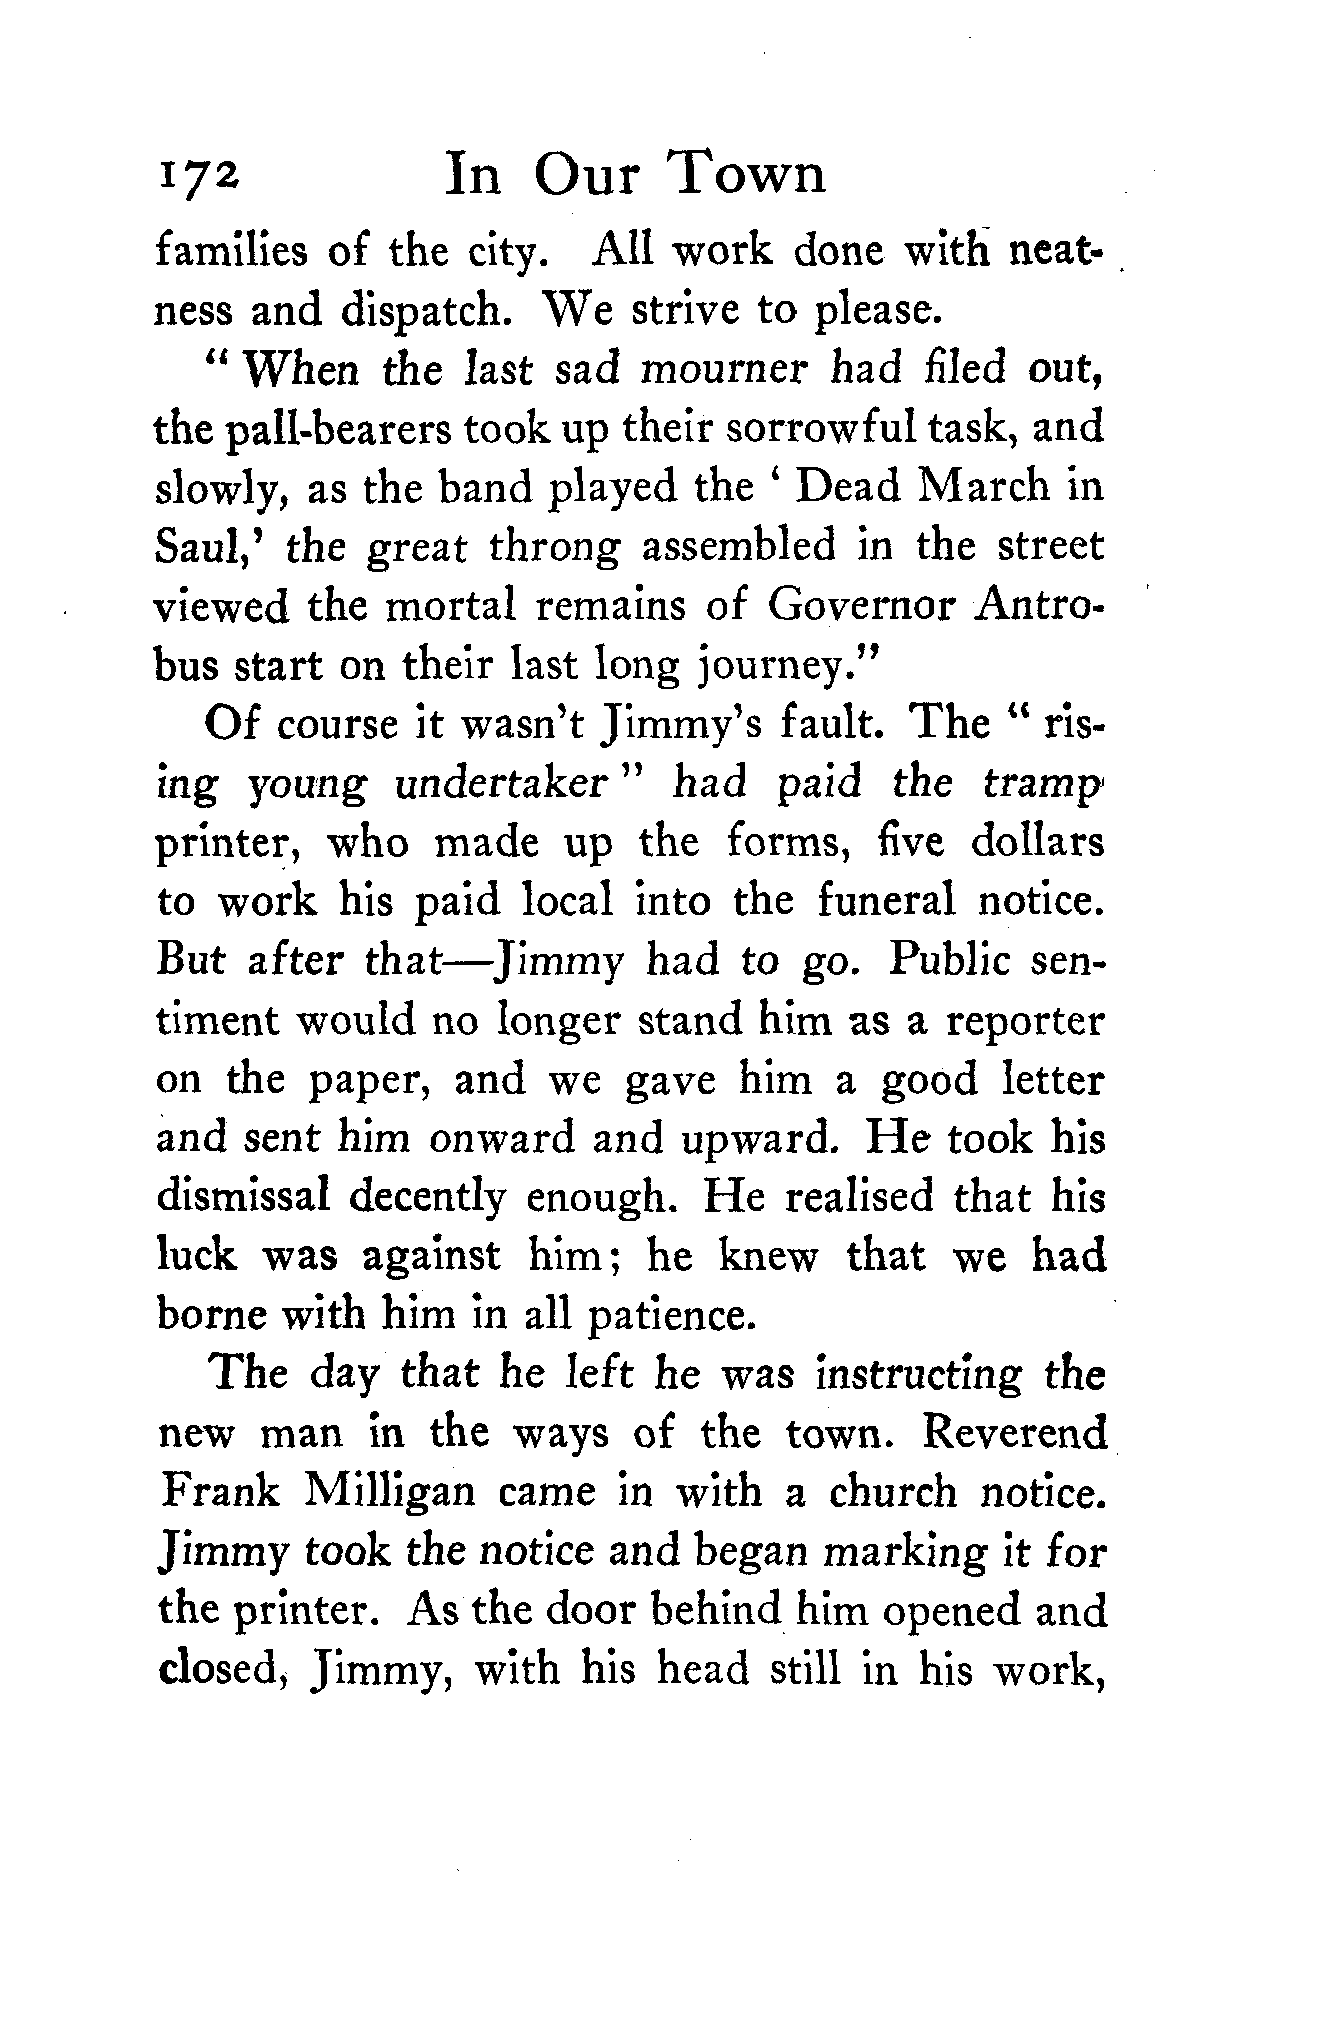 172 In Our Town
families of the city. All work done with neat-
ness and dispatch. We strive to please.
“ When the last sad mourner had filed out,
the pall-bearers took up their sorrowful task, and
slowly, as the band played the ‘ Dead March in
Saul,’ the great throng assembled in the street
viewed the mortal remains of Governor Antro-
bus start on their last long journey.”
Of course it wasn’t Jimmy’s fault. The “ ris-
ing young undertaker ” had paid the tramp
printer, who made up the forms, five dollars
to work his paid local into the funeral notice.
But after that—Jimmy had to go. Public sen-
timent would no longer stand him as a reporter
on the paper, and we gave him a good letter
and sent him onward and upward. He took his
dismissal decently enough. He realised that his
luck was against him; he knew that we had
borne with him in all patience.
The day that he left he was instructing the
new man in the ways of the town. Reverend
Frank Milligan came in with a church notice.
Jimmy took the notice and began marking it for
the printer. As the door behind him opened and
closed, Jimmy, with his head still in his work,